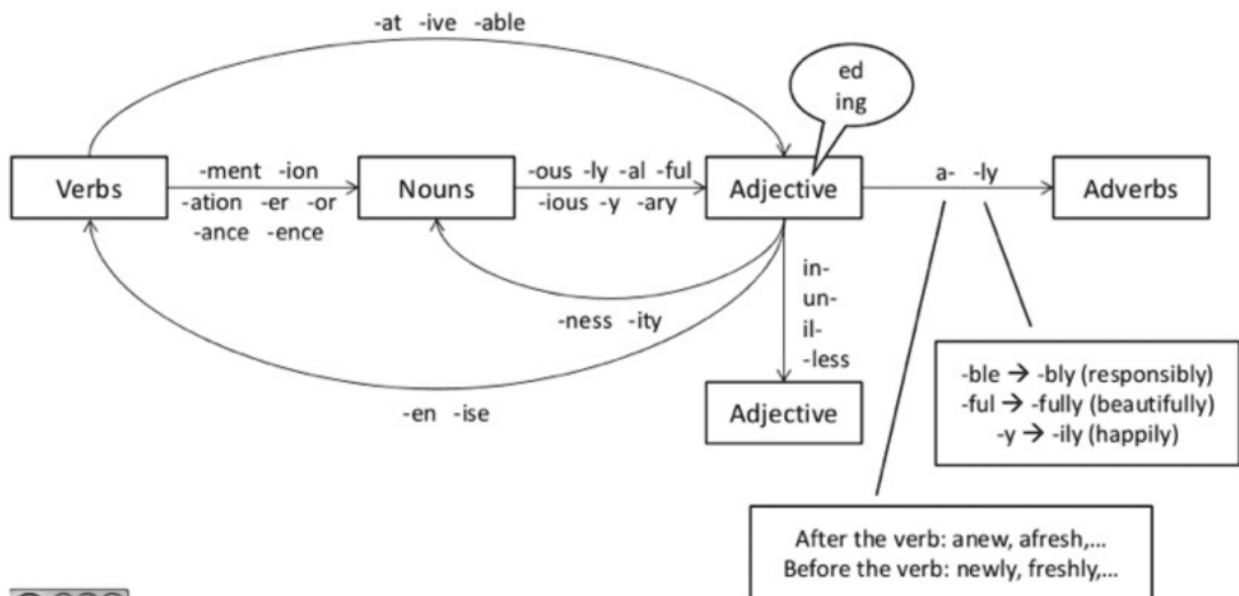 -at -ive -able
ed
ing
Verbs
-ment -ion
-ation -er -or
-ance -ence
Nouns
-ous -ly -al -ful
-ious -y -ary
Adjective
a- -ly
Adverbs
in-
un-
il-
-less
-ness -ity
-en -ise
Adjective
-ble → -bly (responsibly)
-ful → -fully (beautifully)
-y → -ily (happily)
After the verb: anew, afresh,...
Before the verb: newly, freshly,...